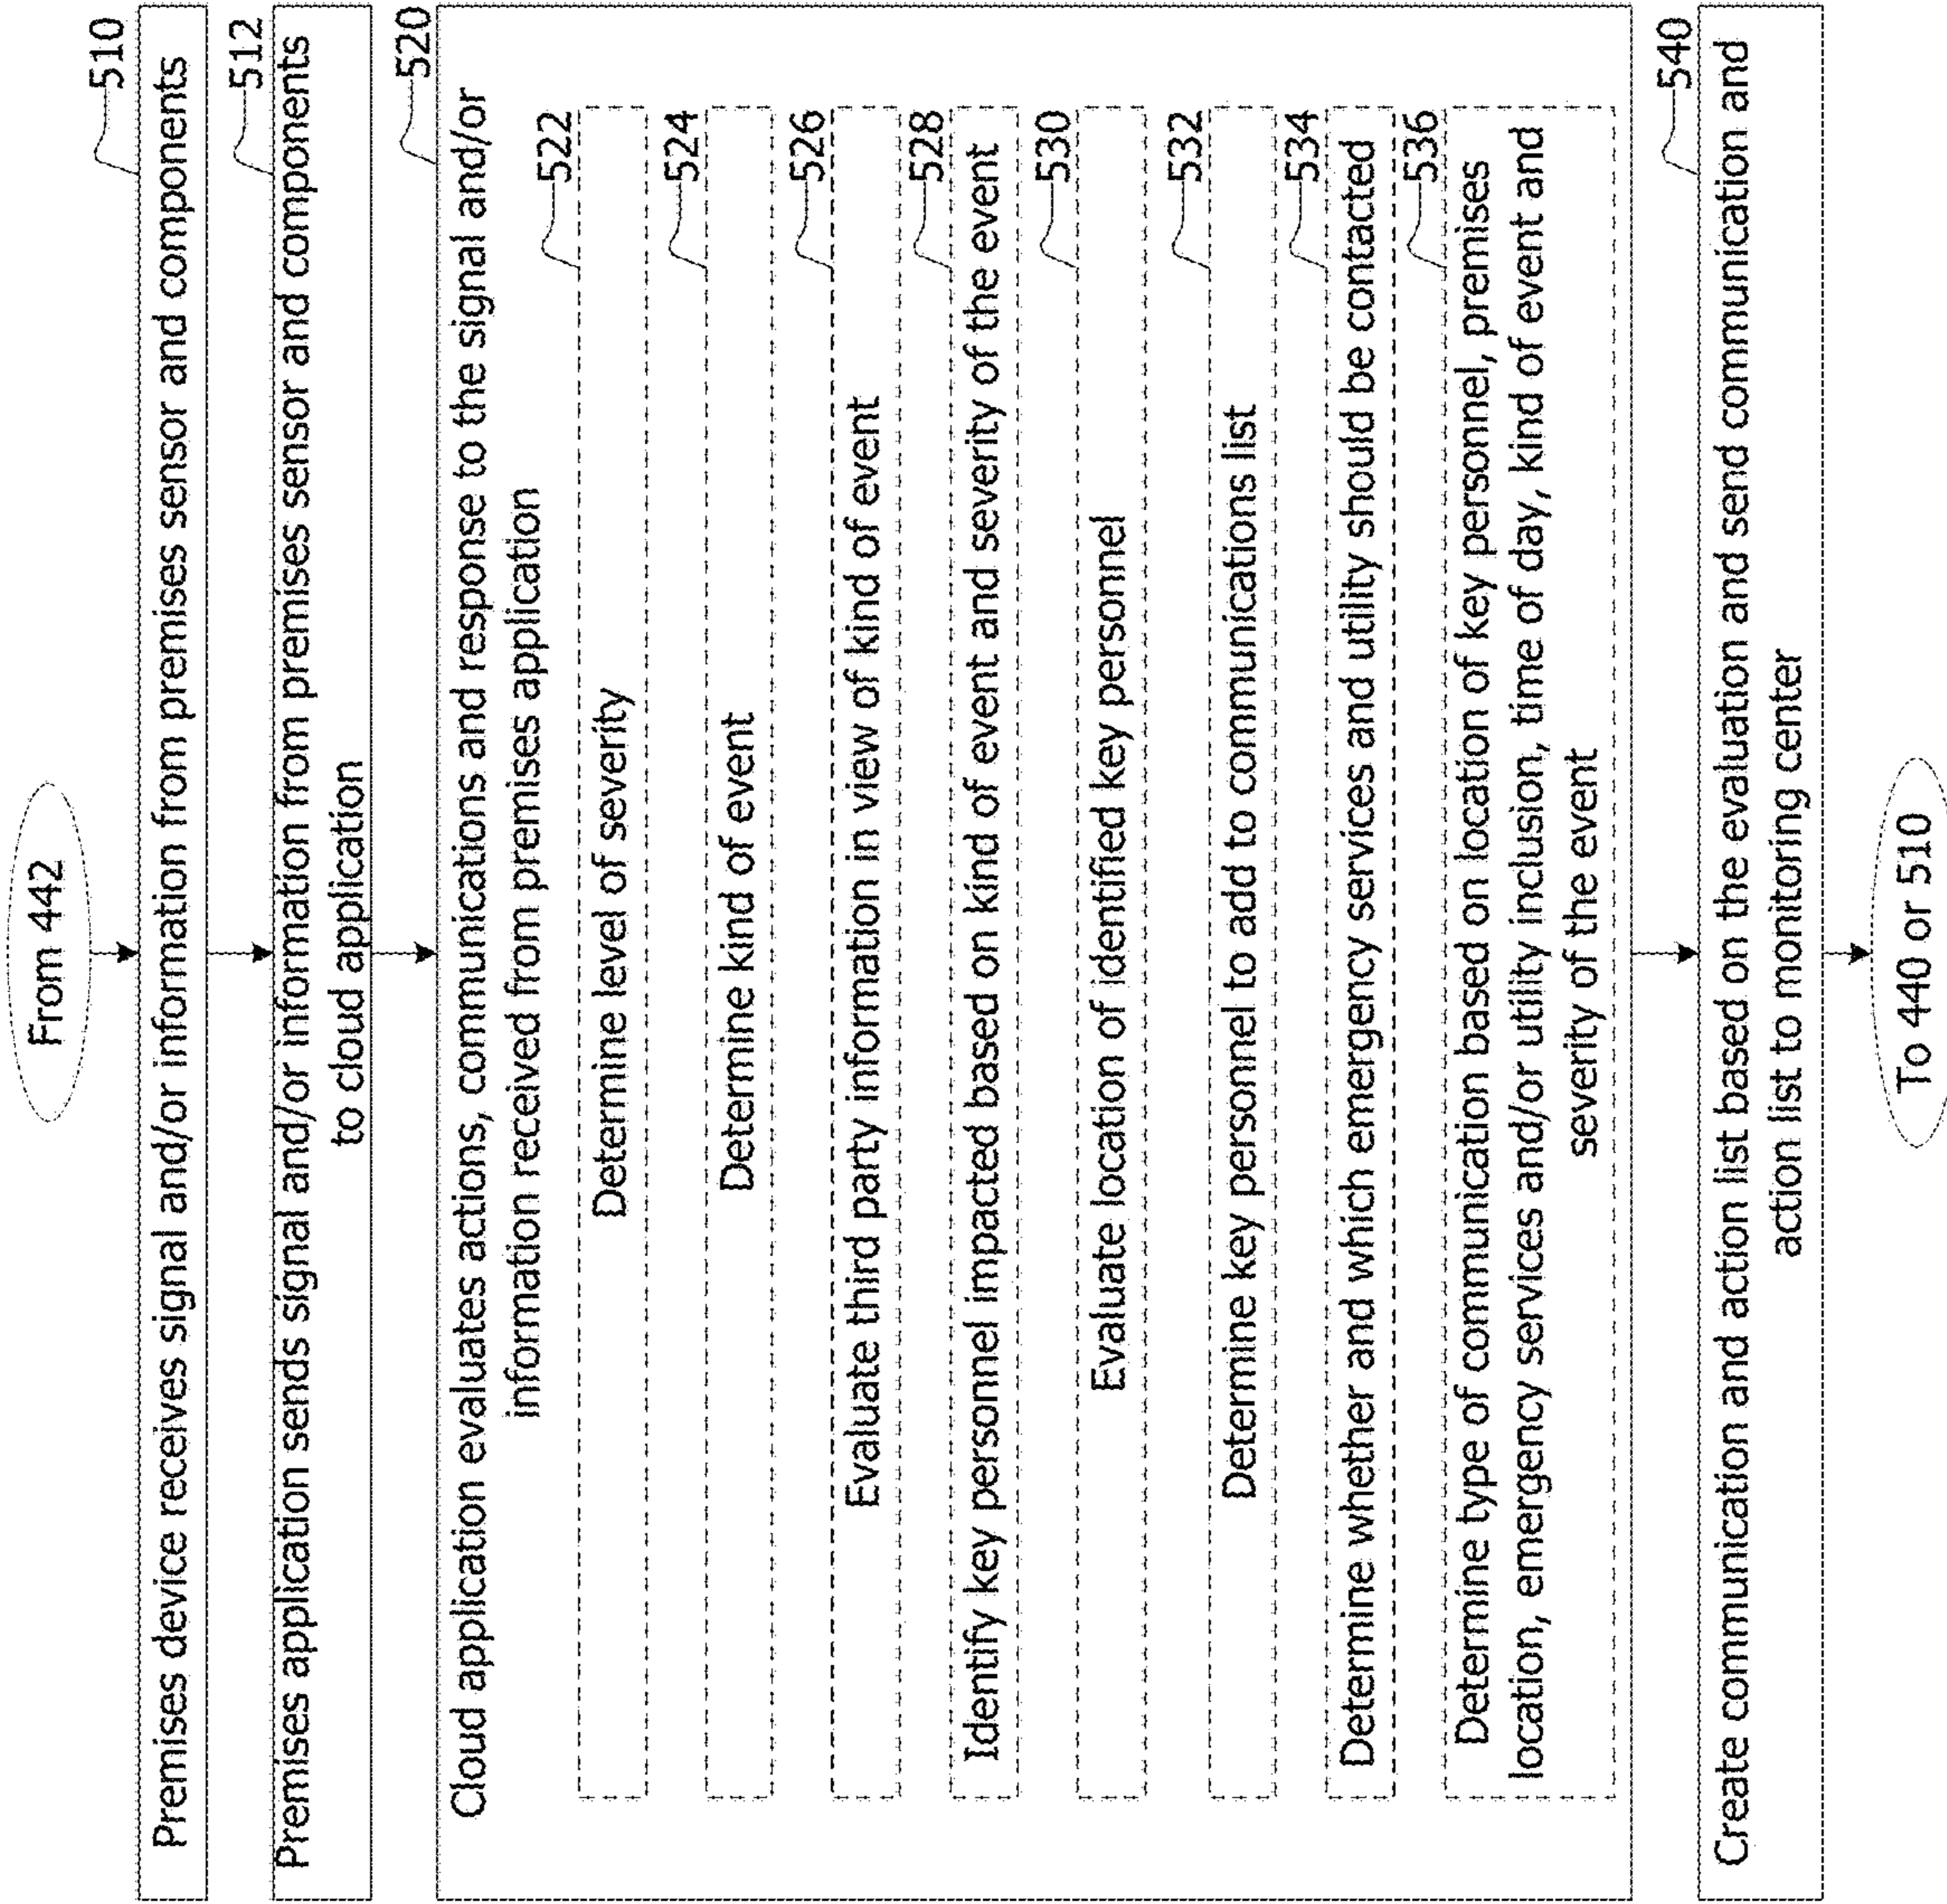 From 442
510
Premises device receives signal and/or information from premises sensor and components
512
Premises application sends signal and/or information from premises sensor and components
to cloud application
520
Cloud application evaluates actions, communications and response to the signal and/or
information received from premises application
522
Determine level of severity
524
Determine kind of event
526
Evaluate third party information in view of kind of event
528
Identify key personnel impacted based on kind of event and severity of the event
530
Evaluate location of identified key personnel
532
Determine key personnel to add to communications list
534
Determine whether and which emergency services and utility should be contacted
536
Determine type of communication based on location of key personnel, premises
location, emergency services and/or utility inclusion, time of day, kind of event and
severity of the event
540
Create communication and action list based on the evaluation and send communication and
action list to monitoring center
To 440 or 510